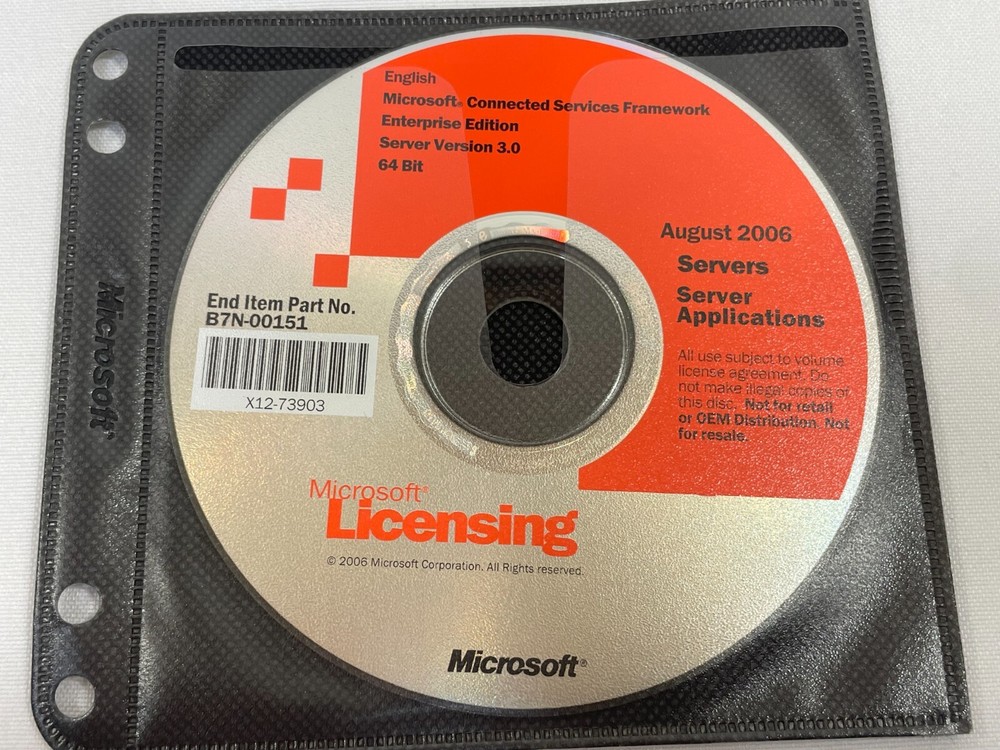 English
Microsoft® Connected Services Framework
Enterprise Edition
Server Version 3.0
64 Bit
August 2006
Servers
Server
Applications
All use subject to volume
license agreement. Do
not make illegal copies of
this disc. Not for retail
or OEM Distribution. Not
for resale.
End Item Part No.
B7N-00151
X12-73903
Microsoft®
Licensing
© 2006 Microsoft Corporation. All Rights reserved.
Microsoft®
Microsoft®